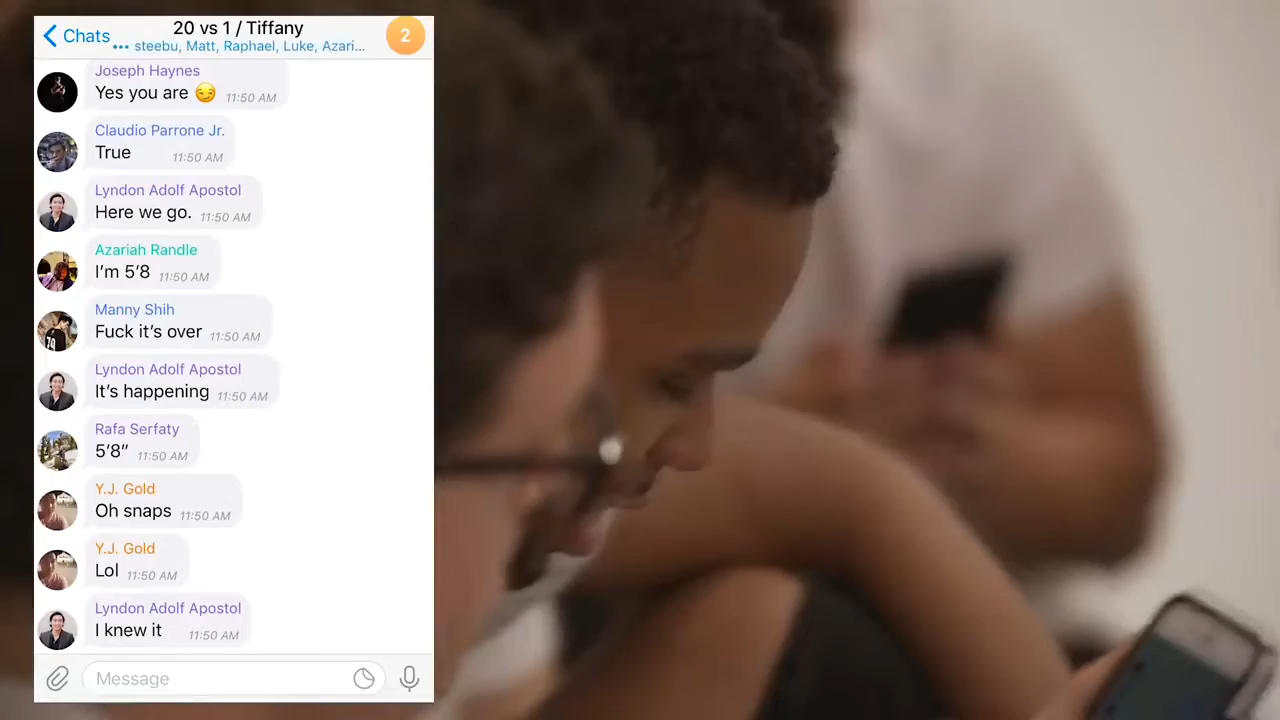 Chats
20 vs 1 / Tiffany
2
steebu, Matt, Raphael, Luke, Azari...
Joseph Haynes
Yes you are 😏 11:50 AM
Claudio Parrone Jr.
True 11:50 AM
Lyndon Adolf Apostol
Here we go. 11:50 AM
Azariah Randle
I’m 5’8 11:50 AM
Manny Shih
Fuck it’s over 11:50 AM
Lyndon Adolf Apostol
It’s happening 11:50 AM
Rafa Serfaty
5’8” 11:50 AM
Y.J. Gold
Oh snaps 11:50 AM
Y.J. Gold
Lol 11:50 AM
Lyndon Adolf Apostol
I knew it 11:50 AM
Message